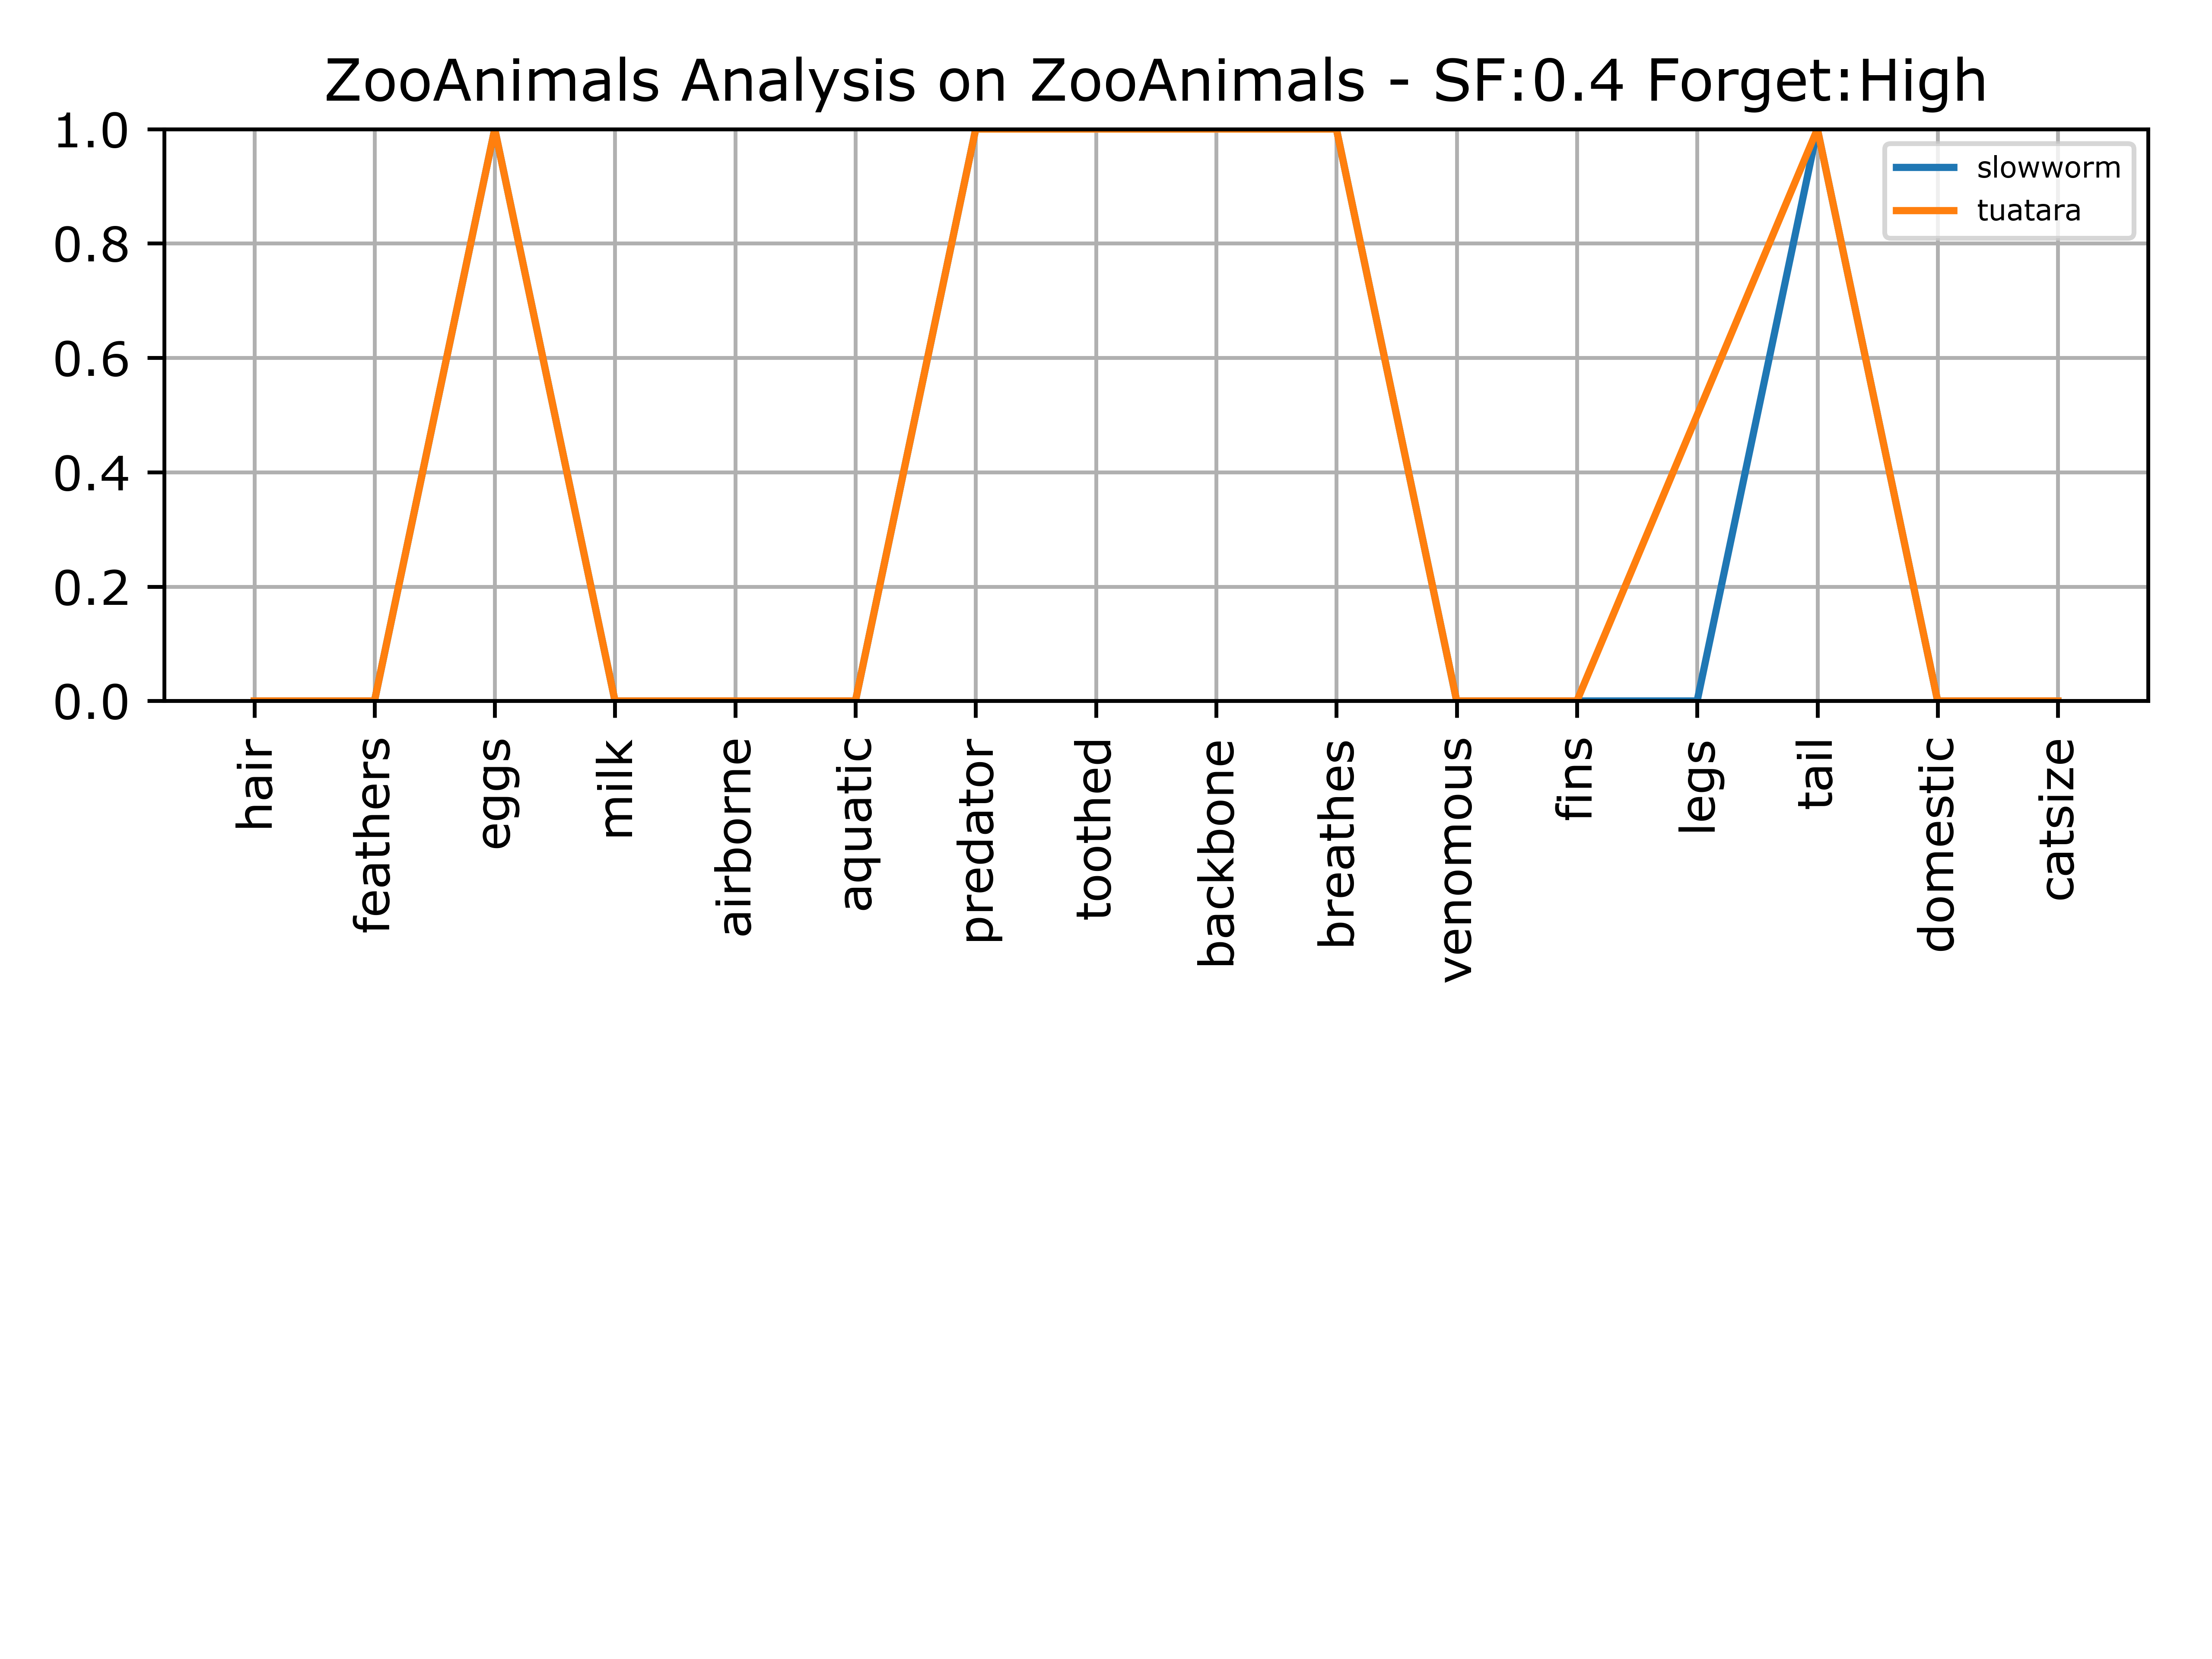 ZooAnimals Analysis on ZooAnimals - SF:0.4 Forget:High
1.0
0.8
0.6
0.4
0.2
0.0
slowworm
tuatara
hair
feathers
eggs
milk
airborne
aquatic
predator
toothed
backbone
breathes
venomous
fins
legs
tail
domestic
catsize